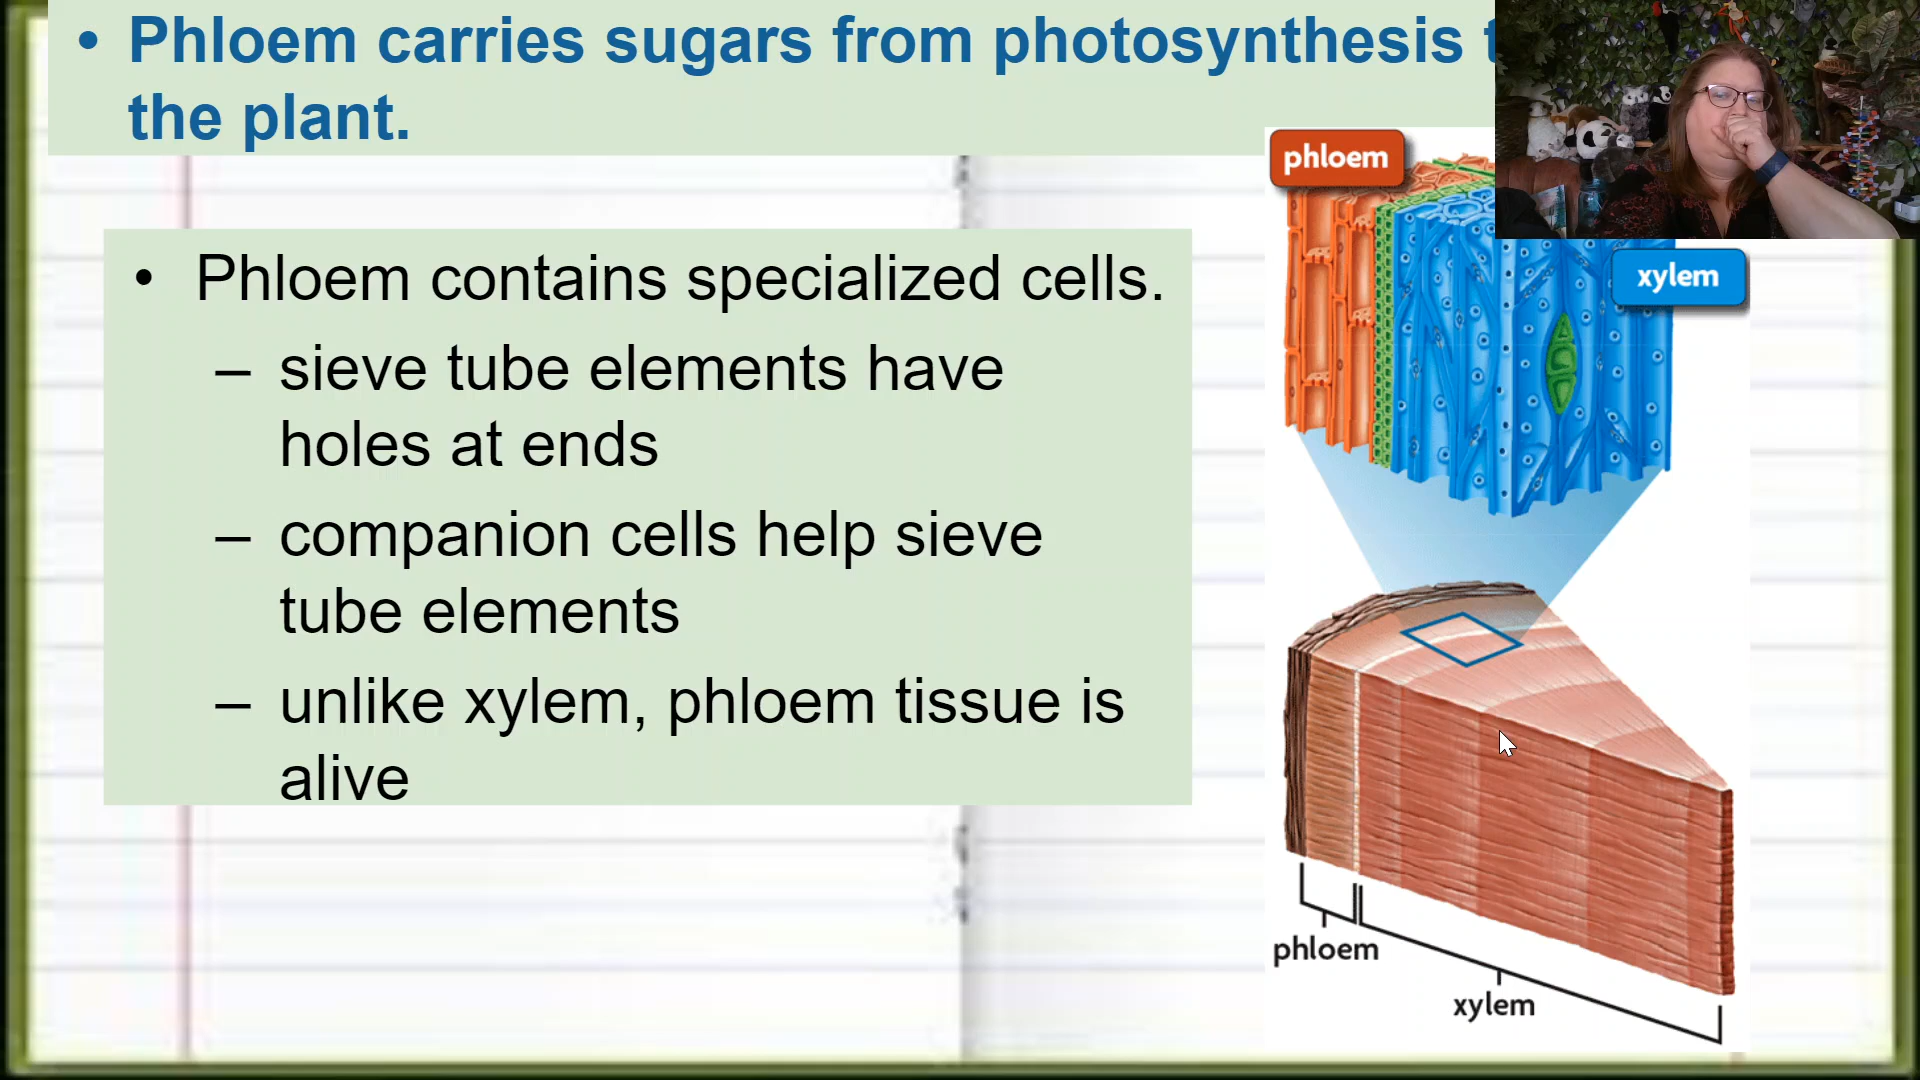 • Phloem carries sugars from photosynthesis
the plant.
phloem
xylem
• Phloem contains specialized cells.
– sieve tube elements have
holes at ends
– companion cells help sieve
tube elements
– unlike xylem, phloem tissue is
alive
phloem
xylem